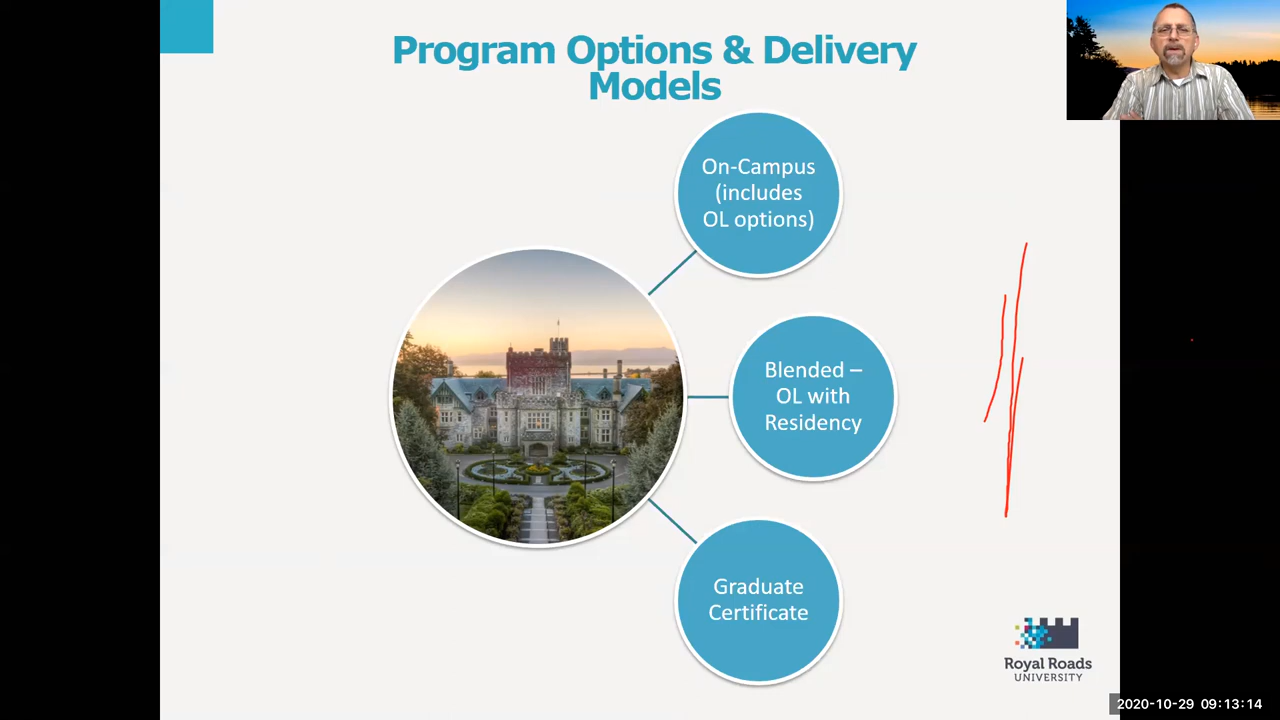 Program Options & Delivery
Models
On-Campus
(includes
OL options)
Blended –
OL with
Residency
Graduate
Certificate
Royal Roads
UNIVERSITY
2020-10-29 09:13:14